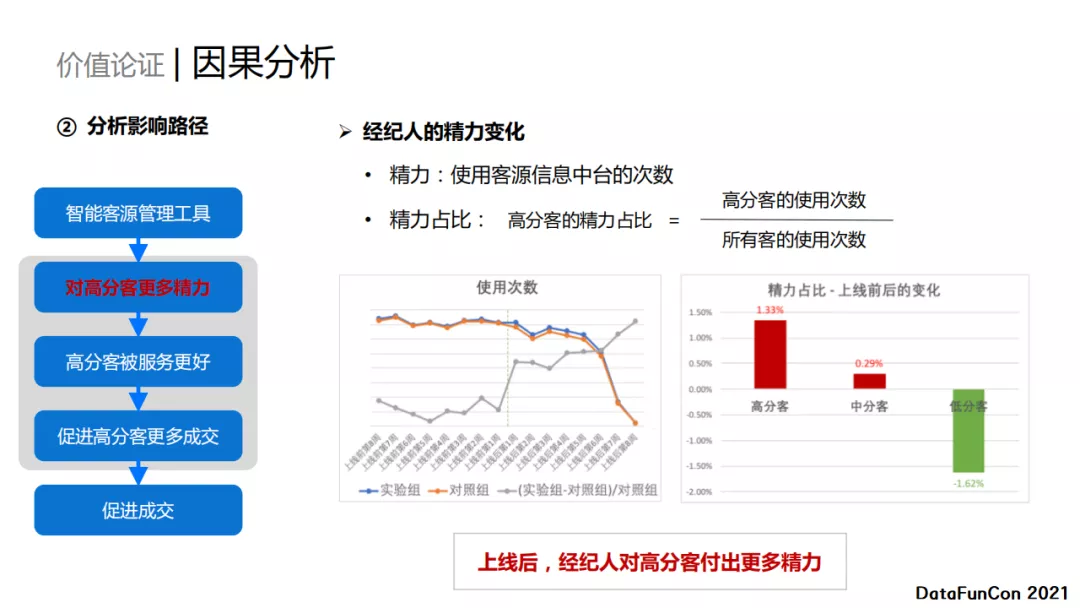 价值论证 | 因果分析
② 分析影响路径
智能客源管理工具
对高分客更多精力
高分客被服务更好
促进高分客更多成交
促进成交
➢ 经纪人的精力变化
• 精力：使用客源信息中台的次数
• 精力占比： 高分客的精力占比 =
高分客的使用次数
所有客的使用次数
使用次数
上线前第8周
上线前第7周
上线前第6周
上线前第5周
上线前第4周
上线前第3周
上线前第2周
上线前第1周
上线后第1周
上线后第2周
上线后第3周
上线后第4周
上线后第5周
上线后第6周
上线后第7周
上线后第8周
实验组 对照组 (实验组-对照组)/对照组
精力占比 - 上线前后的变化
1.50%
1.00%
0.50%
0.00%
-0.50%
-1.00%
-1.50%
-2.00%
1.33%
0.29%
-1.62%
高分客 中分客 低分客
上线后，经纪人对高分客付出更多精力
DataFunCon 2021